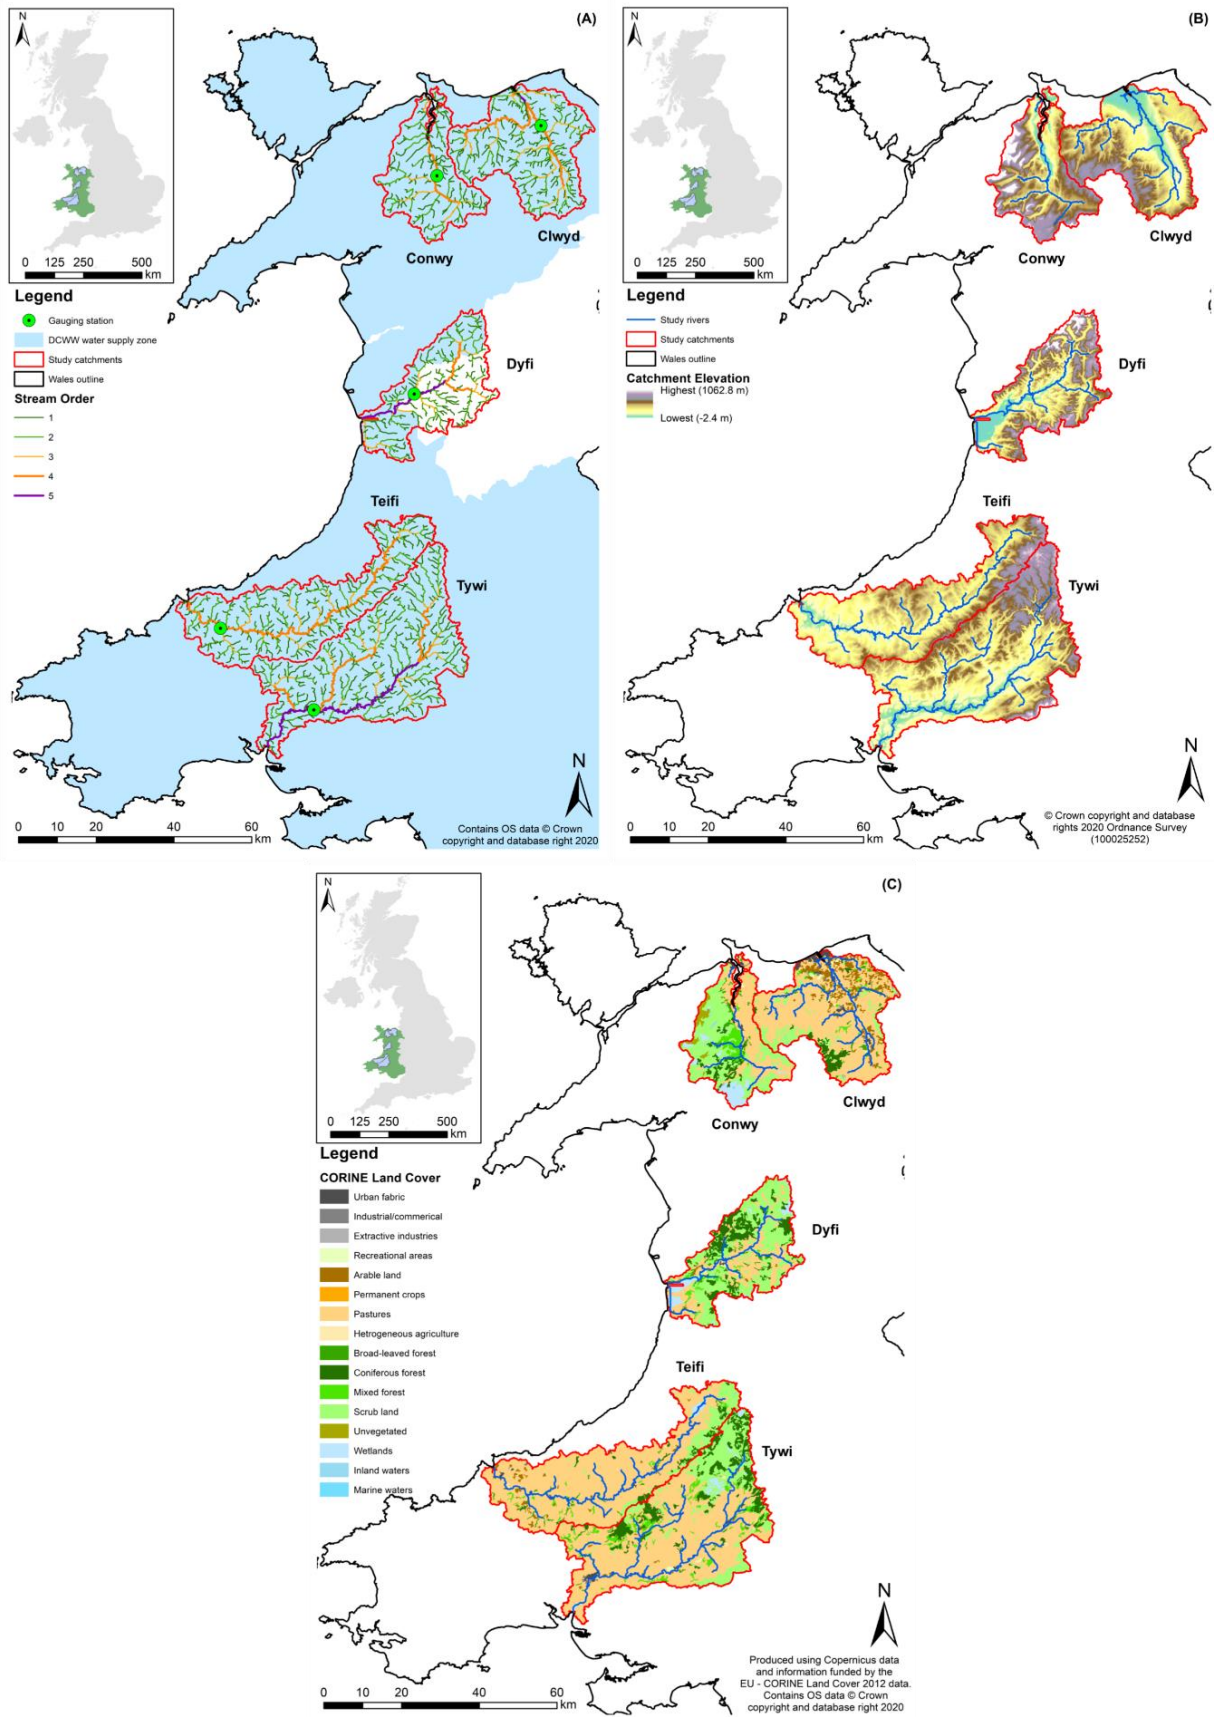 N
(A)
0 125 250 500
km
Conwy
Clwyd
Legend
Gauging station
DCWW water supply zone
Study catchments
Wales outline
Stream Order
1
2
3
4
5
Dyfi
Teifi
Tywi
N
0 10 20 40 60
km
Contains OS data © Crown
copyright and database right 2020
N
(B)
0 125 250 500
km
Conwy
Clwyd
Legend
Study rivers
Study catchments
Wales outline
Catchment Elevation
Highest (1062.8 m)
Lowest (-2.4 m)
Dyfi
Teifi
Tywi
N
0 10 20 40 60
km
© Crown copyright and database
rights 2020 Ordnance Survey
(100025252)
N
(C)
0 125 250 500
km
Conwy
Clwyd
Legend
CORINE Land Cover
Urban fabric
Industrial/commerical
Extractive industries
Recreational areas
Arable land
Permanent crops
Pastures
Hetrogeneous agriculture
Broad-leaved forest
Coniferous forest
Mixed forest
Scrub land
Unvegetated
Wetlands
Inland waters
Marine waters
Dyfi
Teifi
Tywi
N
0 10 20 40 60
km
Produced using Copernicus data
and information funded by the
EU - CORINE Land Cover 2012 data.
Contains OS data © Crown
copyright and database right 2020